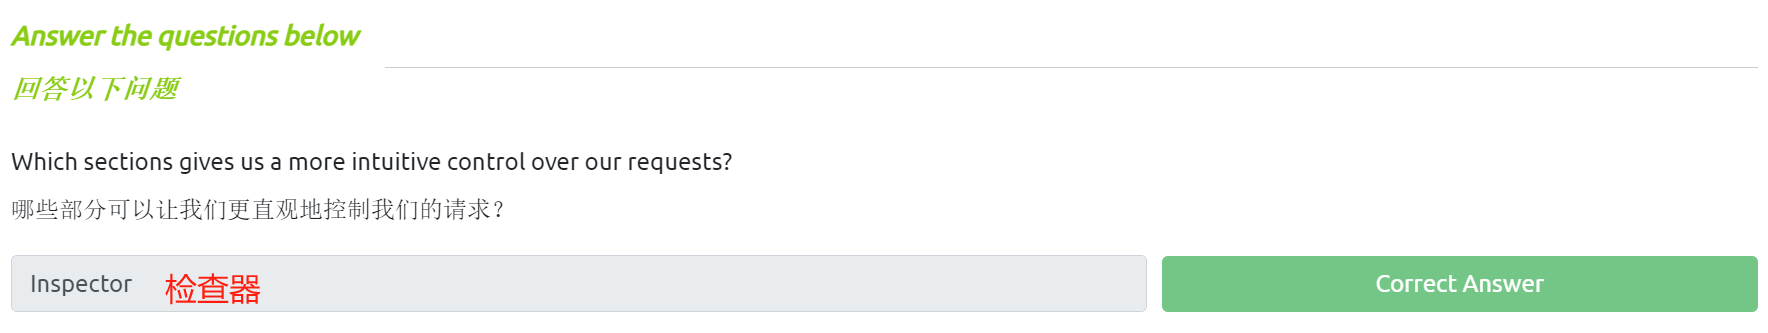 Answer the questions below
回答以下问题
Which sections gives us a more intuitive control over our requests?
哪些部分可以让我们更直观地控制我们的请求？
Inspector 检查器 Correct Answer